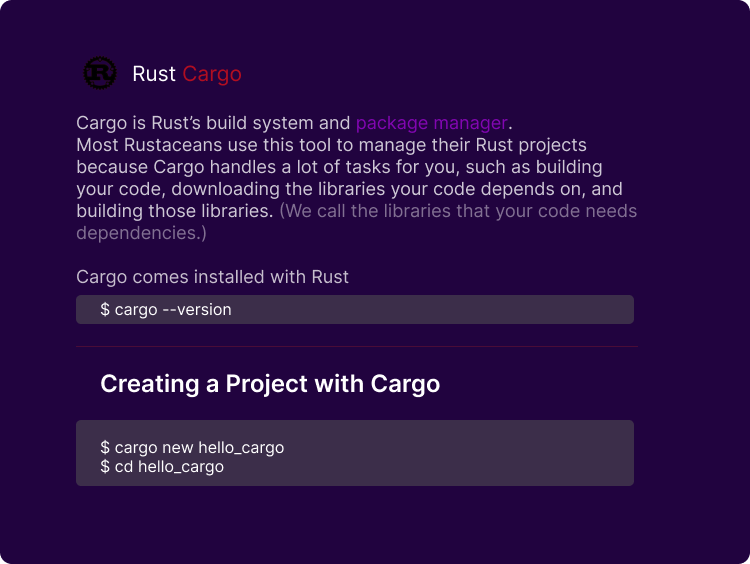 Rust Cargo
Cargo is Rust’s build system and package manager.
Most Rustaceans use this tool to manage their Rust projects
because Cargo handles a lot of tasks for you, such as building
your code, downloading the libraries your code depends on, and
building those libraries. (We call the libraries that your code needs
dependencies.)
Cargo comes installed with Rust
$ cargo --version
Creating a Project with Cargo
$ cargo new hello_cargo
$ cd hello_cargo